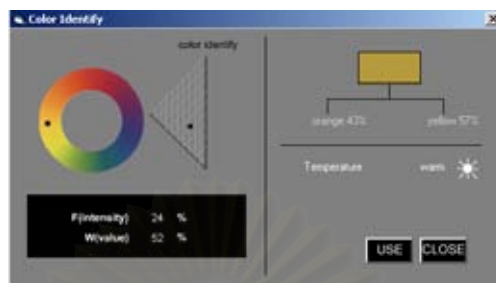 Color Identify
color identify
orange 43% yellow 57%
Temperature warm
F(intensity) 24 %
W(value) 52 %
USE CLOSE